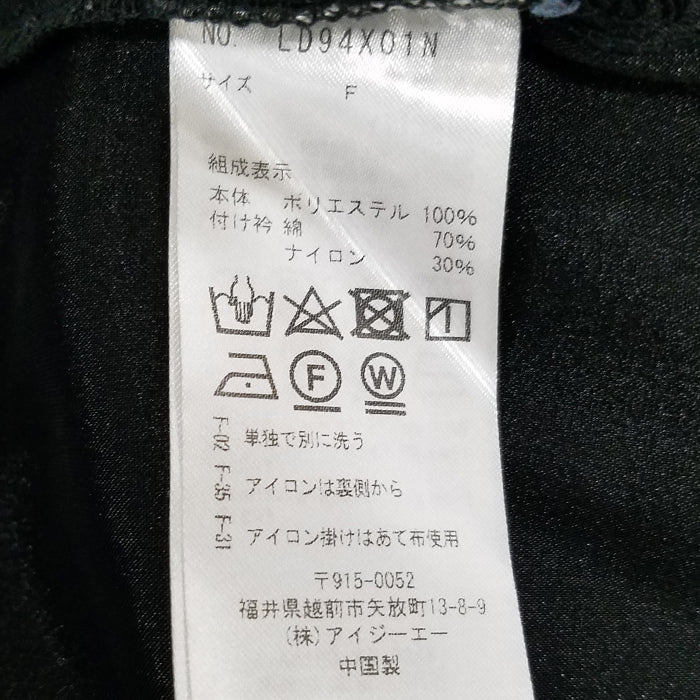 NO. LD94X01N
サイズ F
組成表示
本体 ポリエステル 100%
付け衿 綿 70%
ナイロン 30%
F W
F-02 単独で別に洗う
F-35 アイロンは裏側から
F-31 アイロン掛けはあて布使用
〒915-0052
福井県越前市矢放町13-8-9
(株)アイジーエー
中国製